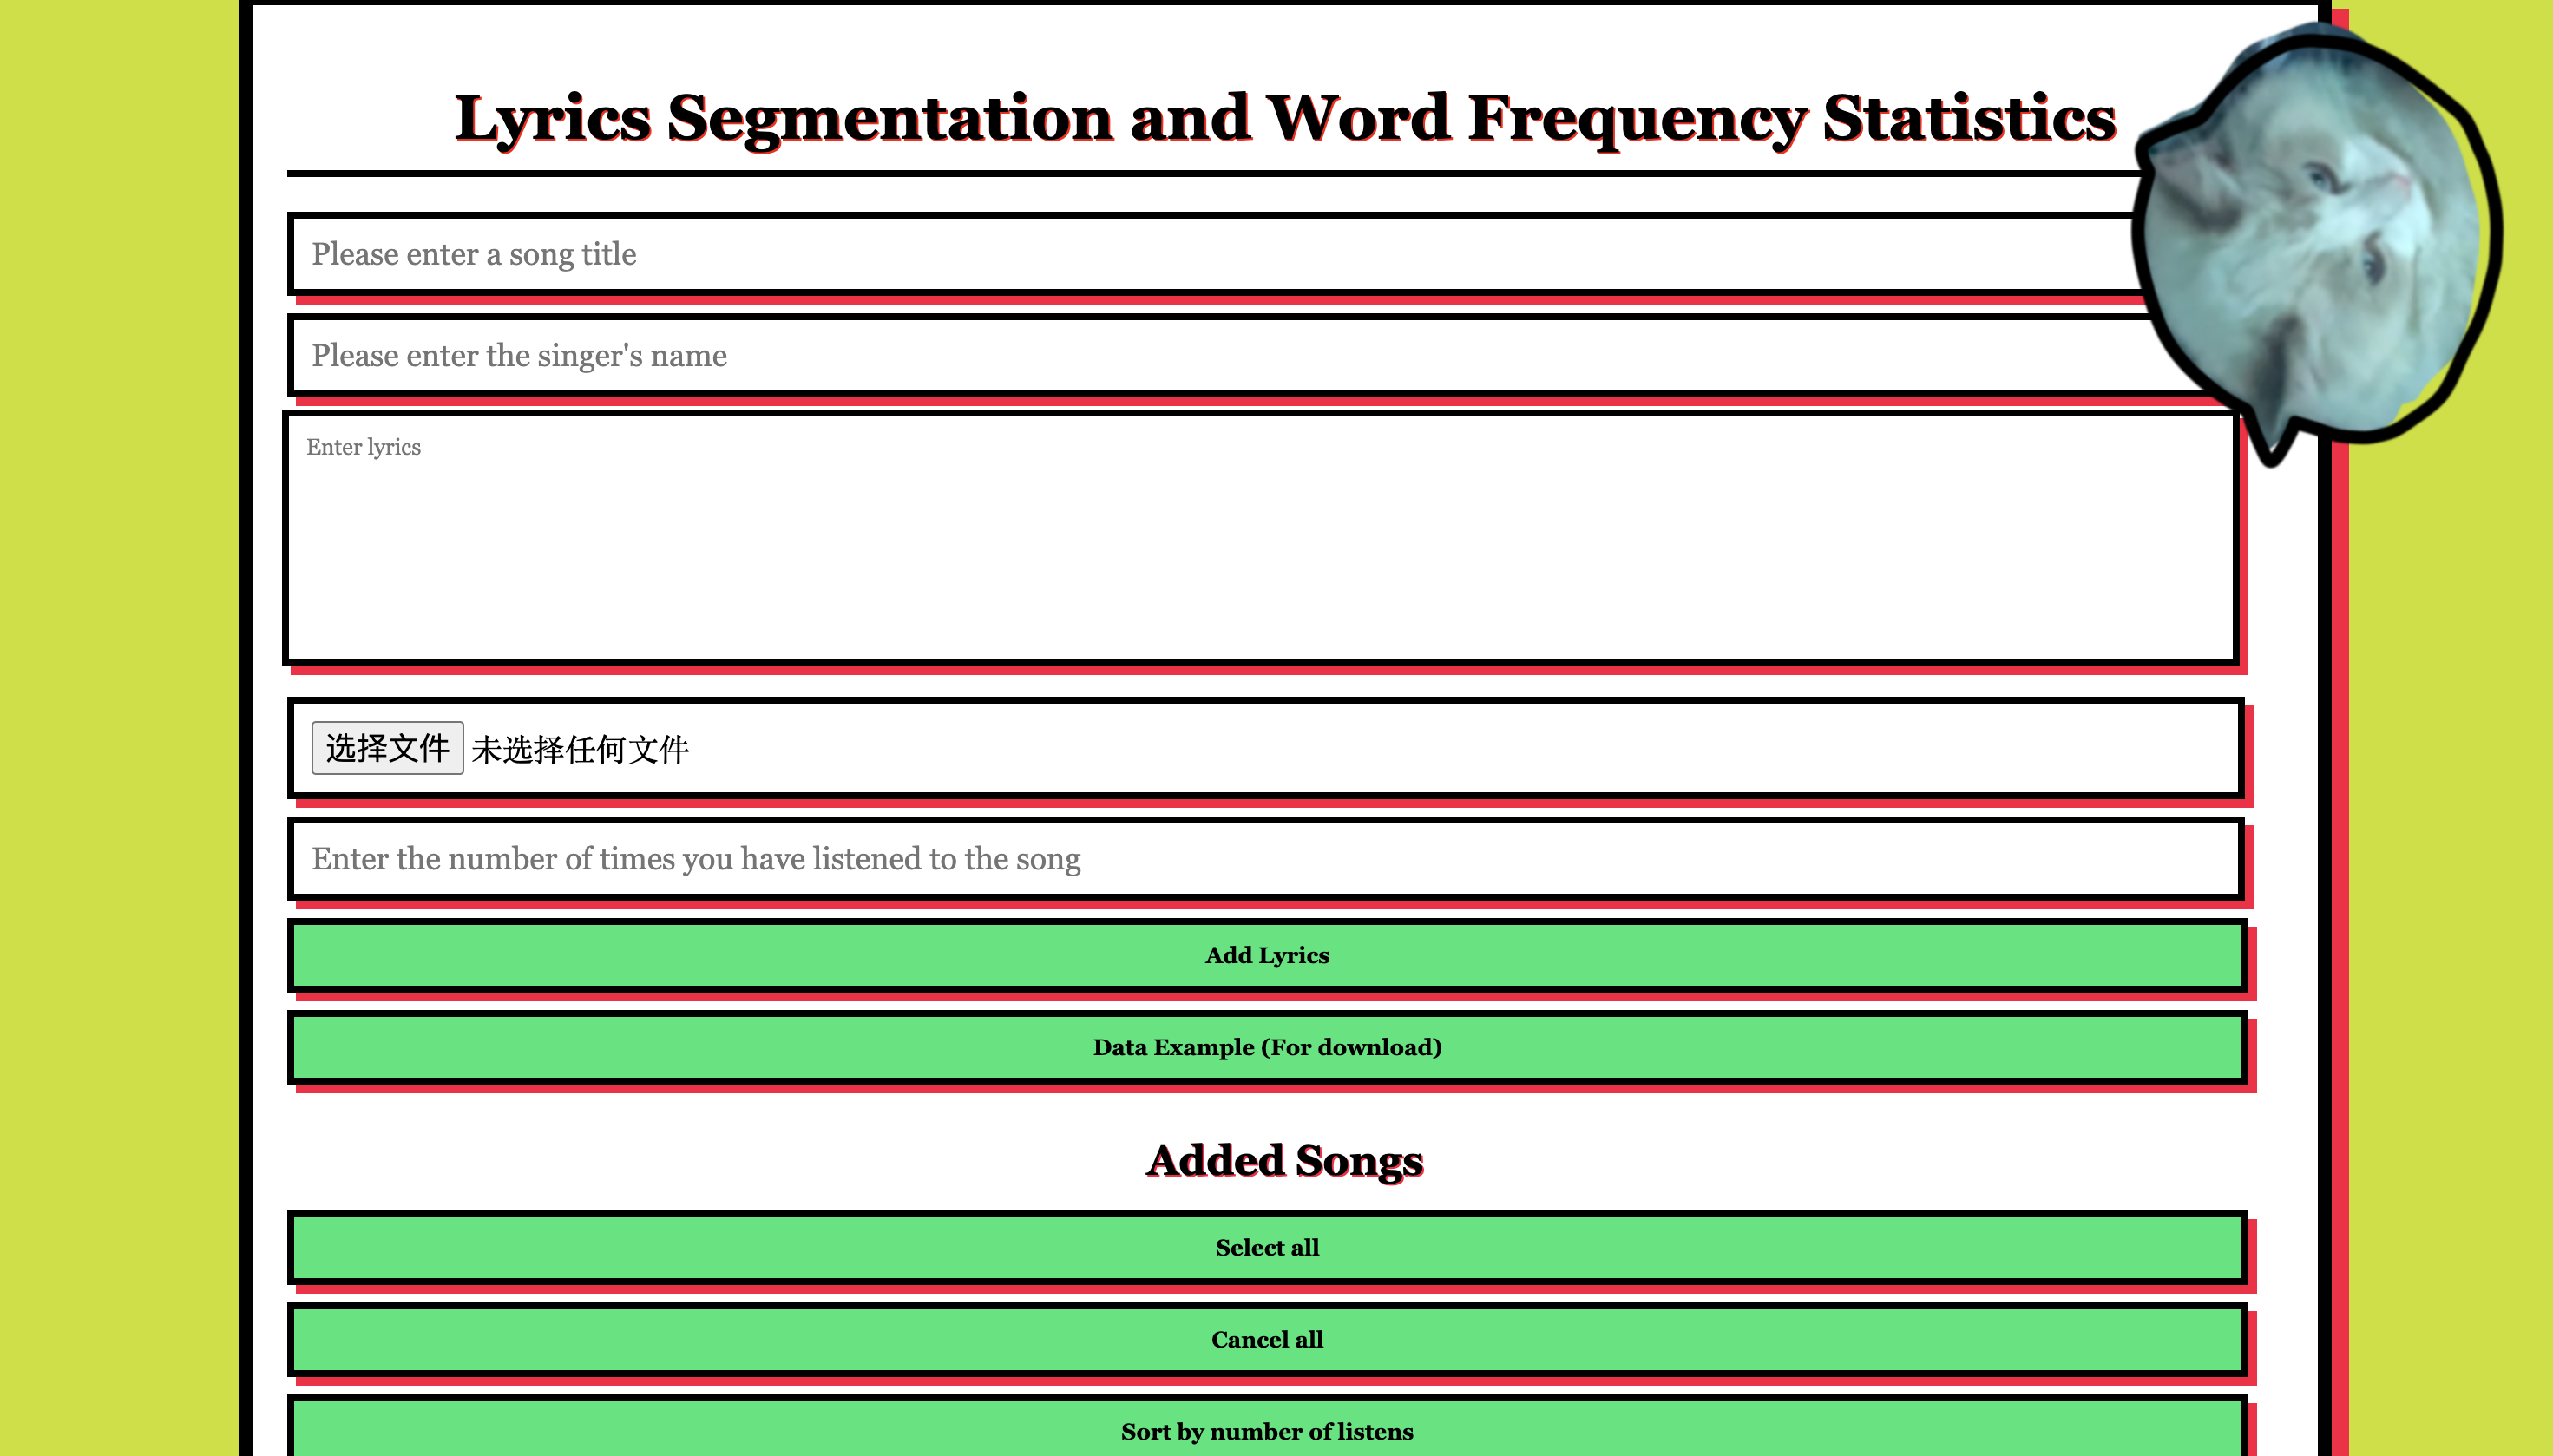 Lyrics Segmentation and Word Frequency Statistics
Please enter a song title
Please enter the singer's name
Enter lyrics
选择文件 未选择任何文件
Enter the number of times you have listened to the song
Add Lyrics
Data Example (For download)
Added Songs
Select all
Cancel all
Sort by number of listens